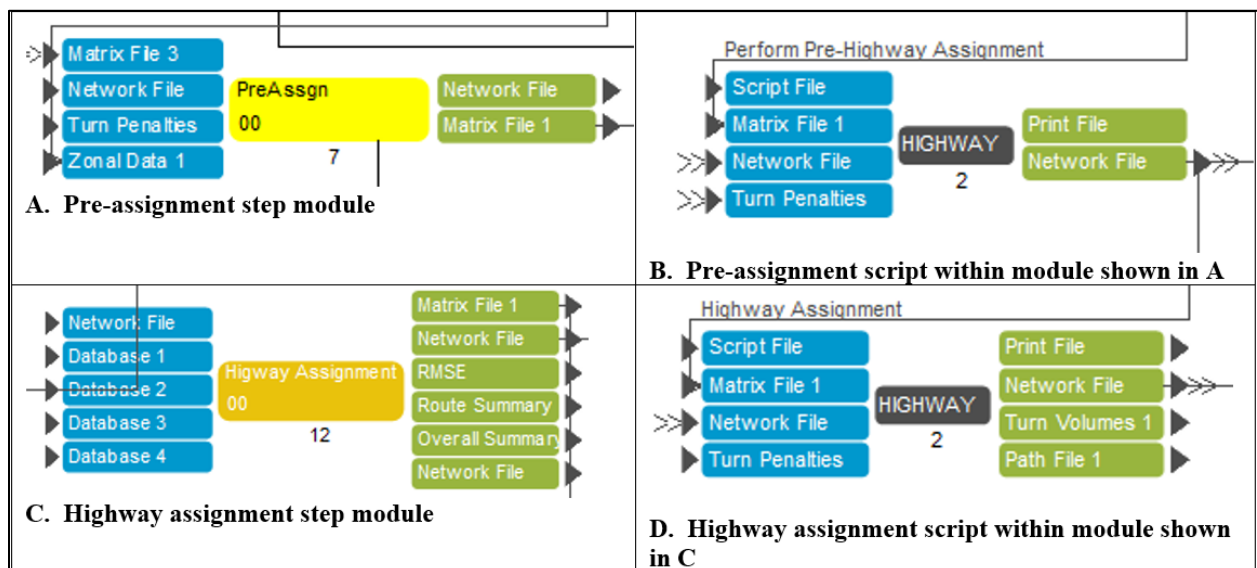 Matrix File 3
Network File
Turn Penalties
Zonal Data 1
PreAssgn
00
7
Network File
Matrix File 1
A. Pre-assignment step module
Perform Pre-Highway Assignment
Script File
Matrix File 1
Network File
Turn Penalties
HIGHWAY
2
Print File
Network File
B. Pre-assignment script within module shown in A
Network File
Database 1
Database 2
Database 3
Database 4
Higway Assignment
00
12
Matrix File 1
Network File
RMSE
Route Summary
Overall Summary
Network File
C. Highway assignment step module
Highway Assignment
Script File
Matrix File 1
Network File
Turn Penalties
HIGHWAY
2
Print File
Network File
Turn Volumes 1
Path File 1
D. Highway assignment script within module shown
in C